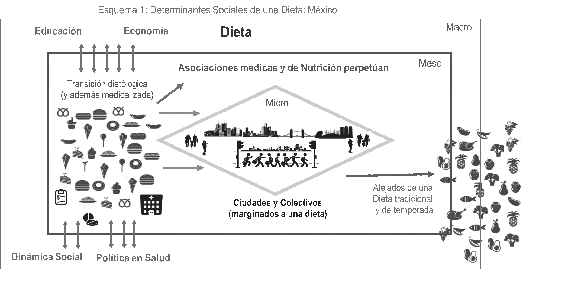 Esquema 1: Determinantes Sociales de una Dieta: México
Educación
Economía
Dieta
Macro
Asociaciones medicas y de Nutrición perpetúan
Meso
Transición dietológica
(y además medicalizada)
Micro
Ciudades y Colectivos
(marginados a una dieta)
Alejados de una
Dieta tradicional
y de temporada
Dinámica Social
Política en Salud